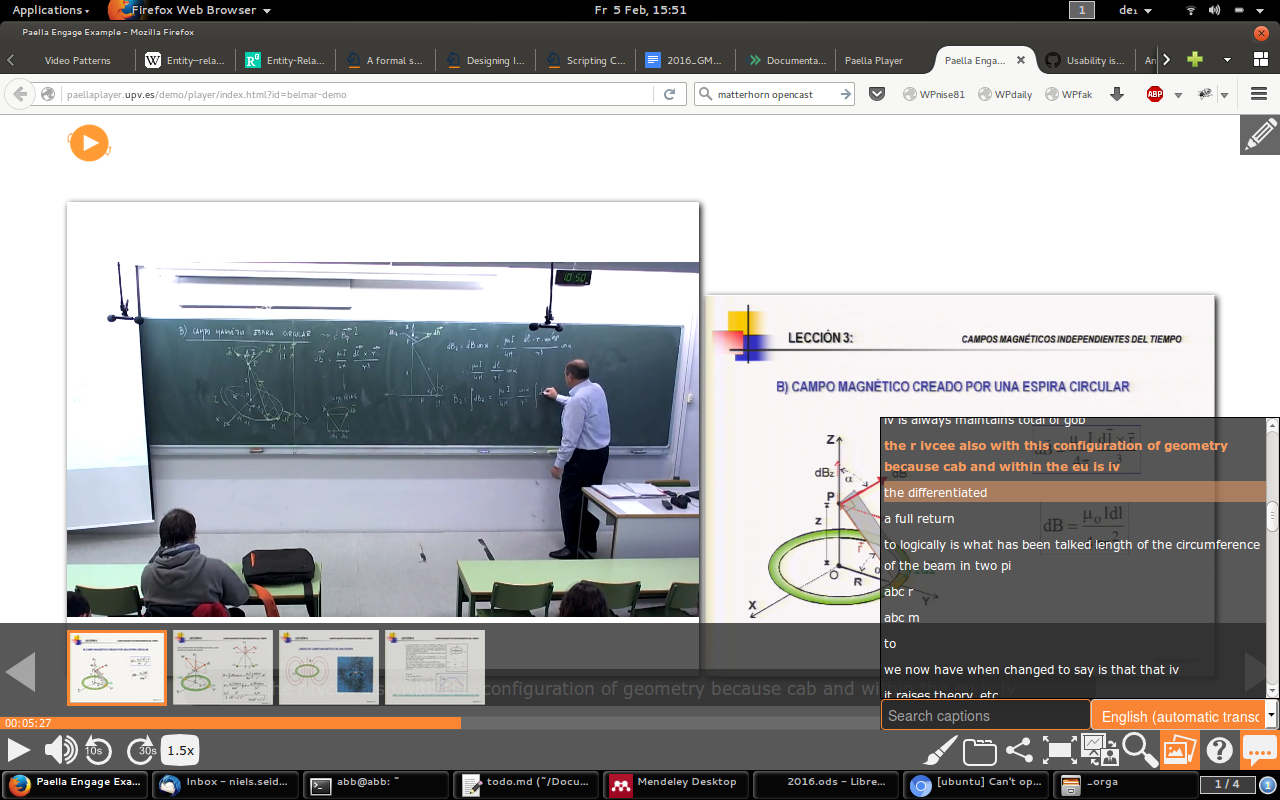 Applications
Firefox Web Browser
Fr 5 Feb, 15:51
1
de₁
Paella Engage Example - Mozilla Firefox
Video Patterns
Entity—rela...
Entity-Rela...
A formal s...
Designing I...
Scripting C...
2016_GM...
Documenta...
Paella Player
Paella Enga...
Usability is...
An
paellaplayer.upv.es/demo/player/index.html?id=belmar-demo
matterhorn opencast
WPnise81
WPdaily
WPfak
ABP
10:50
B) CAMPO MAGNÉTICO ESPIRA CIRCULAR
LECCIÓN 3:
CAMPOS MAGNÉTICOS INDEPENDIENTES DEL TIEMPO
B) CAMPO MAGNÉTICO CREADO POR UNA ESPIRA CIRCULAR
Z
dBz
α
P
z
O
R
X
Y
iv is always maintains total of gob
the r ivcee also with this configuration of geometry
because cab and within the eu is iv
the differentiated
a full return
to logically is what has been talked length of the circumference
of the beam in two pi
abc r
abc m
to
we now have when changed to say is that that iv
it raises theory, etc
configuration of geometry because cab and
00:05:27
Search captions
English (automatic transc
10s
30s
1.5x
Paella Engage Exa...
Inbox – niels.seid...
abb@abb: ~
todo.md (~/Docu...
Mendeley Desktop
2016.ods – Libre...
[ubuntu] Can't op...
_orga
1 / 4
1